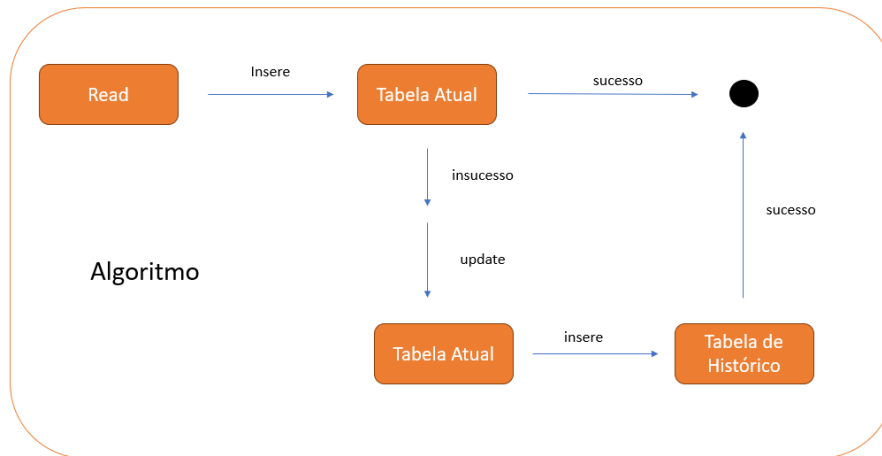 Insere
Read
Tabela Atual
sucesso
insucesso
sucesso
update
Algoritmo
Tabela Atual
insere
Tabela de
Histórico